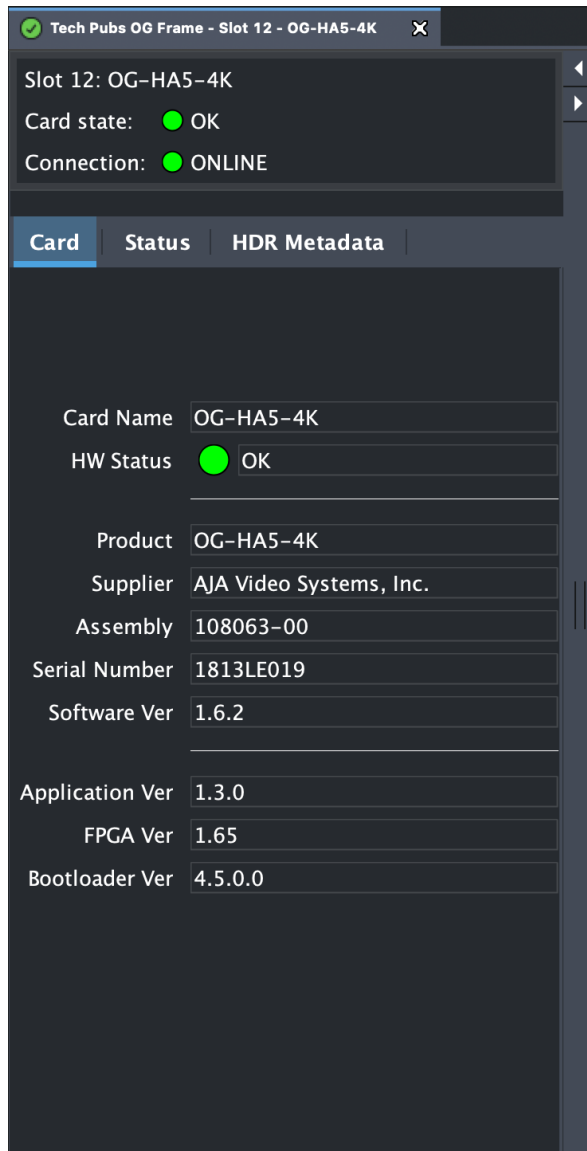 Tech Pubs OG Frame - Slot 12 - OG-HA5-4K
Slot 12: OG-HA5-4K
Card state: OK
Connection: ONLINE
Card Status HDR Metadata
Card Name OG-HA5-4K
HW Status OK
Product OG-HA5-4K
Supplier AJA Video Systems, Inc.
Assembly 108063-00
Serial Number 1813LE019
Software Ver 1.6.2
Application Ver 1.3.0
FPGA Ver 1.65
Bootloader Ver 4.5.0.0